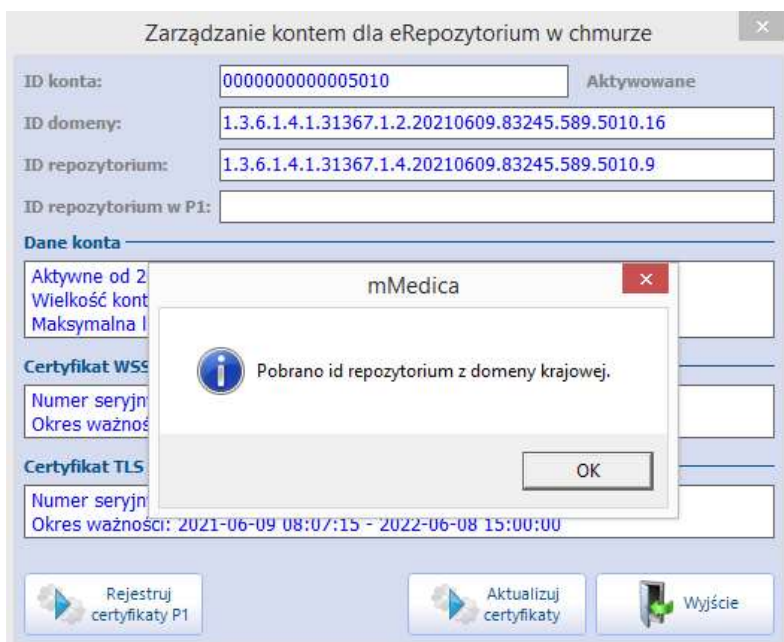 Zarządzanie kontem dla eRepozytorium w chmurze
ID konta: 0000000000005010 Aktywowane
ID domeny: 1.3.6.1.4.1.31367.1.2.20210609.83245.589.5010.16
ID repozytorium: 1.3.6.1.4.1.31367.1.4.20210609.83245.589.5010.9
ID repozytorium w P1:
Dane konta
Aktywne od 2
Wielkość kont
Maksymalna l
mMedica
Pobrano id repozytorium z domeny krajowej.
OK
Certyfikat WSS
Numer seryjn
Okres ważnoś
Certyfikat TLS
Numer seryjn
Okres ważności: 2021-06-09 08:07:15 - 2022-06-08 15:00:00
Rejestruj
certyfikaty P1
Aktualizuj
certyfikaty
Wyjście